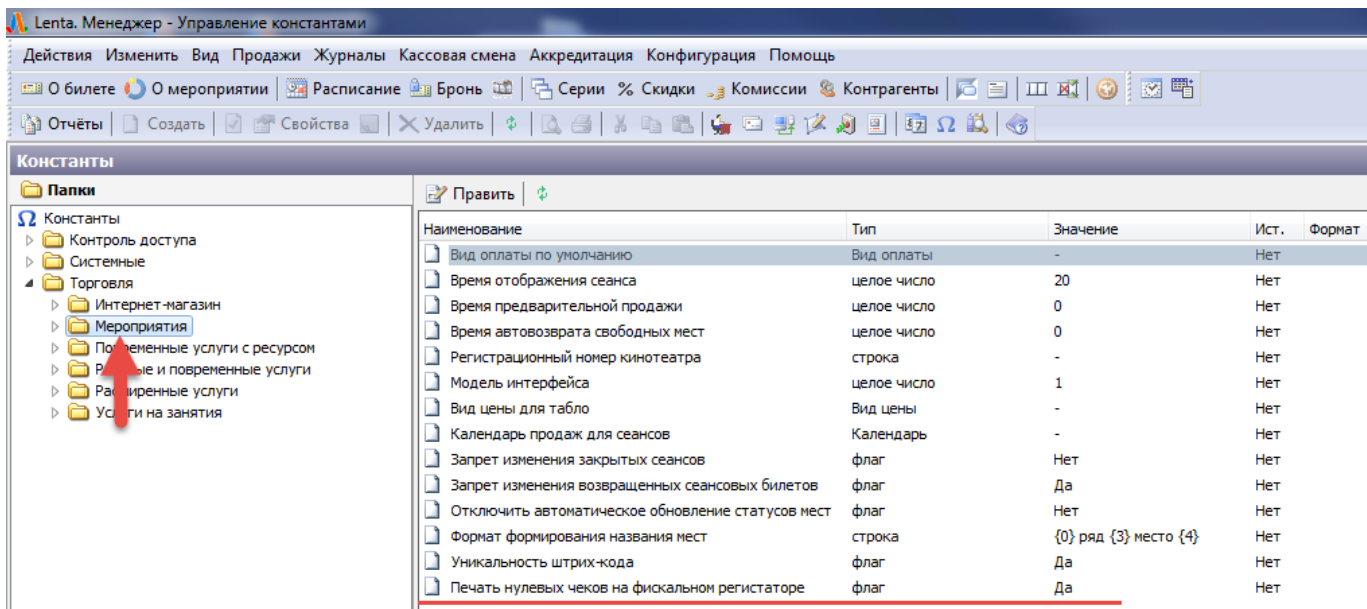 Lenta. Менеджер - Управление константами
Действия Изменить Вид Продажи Журналы Кассовая смена Аккредитация Конфигурация Помощь
О билете О мероприятии Расписание Бронь Серии % Скидки Комиссии Контрагенты
Отчёты Создать Свойства Удалить
Константы
Папки
Править
Константы
Контроль доступа
Системные
Торговля
Интернет-магазин
Мероприятия
Повременные услуги с ресурсом
и повременные услуги
Расширенные услуги
Услуги на занятия
Наименование Тип Значение Ист. Формат
Вид оплаты по умолчанию Вид оплаты - Нет
Время отображения сеанса целое число 20 Нет
Время предварительной продажи целое число 0 Нет
Время автовозврата свободных мест целое число 0 Нет
Регистрационный номер кинотеатра строка - Нет
Модель интерфейса целое число 1 Нет
Вид цены для табло Вид цены - Нет
Календарь продаж для сеансов Календарь - Нет
Запрет изменения закрытых сеансов флаг Нет Нет
Запрет изменения возвращенных сеансовых билетов флаг Да Нет
Отключить автоматическое обновление статусов мест флаг Нет Нет
Формат формирования названия мест строка {0} ряд {3} место {4} Нет
Уникальность штрих-кода флаг Да Нет
Печать нулевых чеков на фискальном регистаторе флаг Да Нет